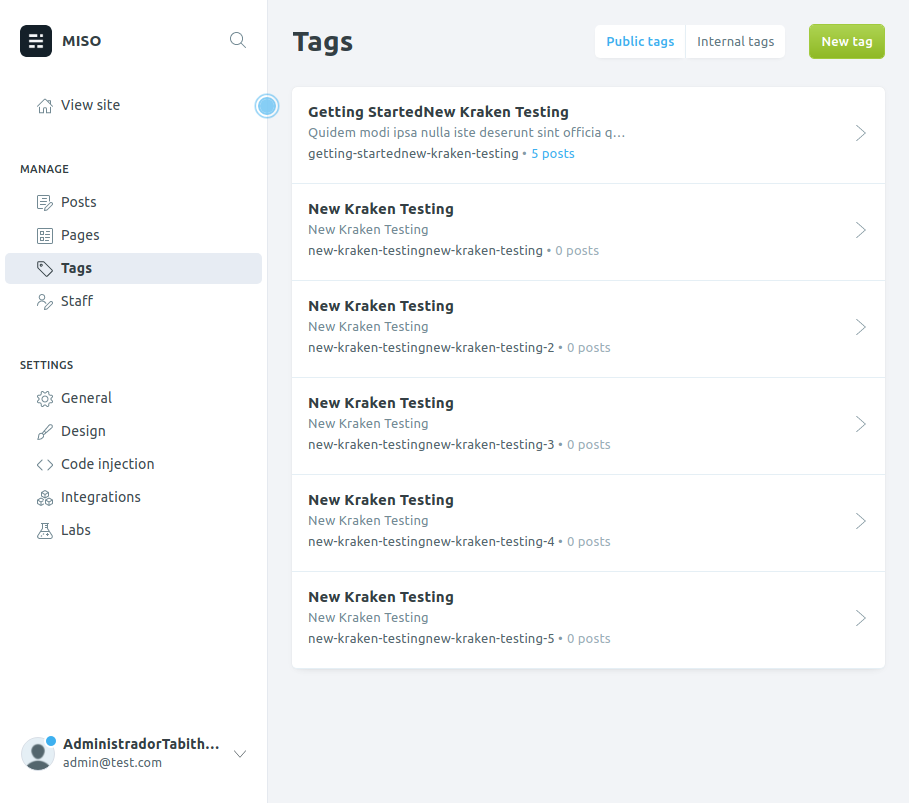 MISO
View site
MANAGE
Posts
Pages
Tags
Staff
SETTINGS
General
Design
Code injection
Integrations
Labs
AdministradorTabith...
admin@test.com
Tags
Public tags
Internal tags
New tag
Getting StartedNew Kraken Testing
Quidem modi ipsa nulla iste deserunt sint officia q...
getting-startednew-kraken-testing • 5 posts
New Kraken Testing
New Kraken Testing
new-kraken-testingnew-kraken-testing • 0 posts
New Kraken Testing
New Kraken Testing
new-kraken-testingnew-kraken-testing-2 • 0 posts
New Kraken Testing
New Kraken Testing
new-kraken-testingnew-kraken-testing-3 • 0 posts
New Kraken Testing
New Kraken Testing
new-kraken-testingnew-kraken-testing-4 • 0 posts
New Kraken Testing
New Kraken Testing
new-kraken-testingnew-kraken-testing-5 • 0 posts